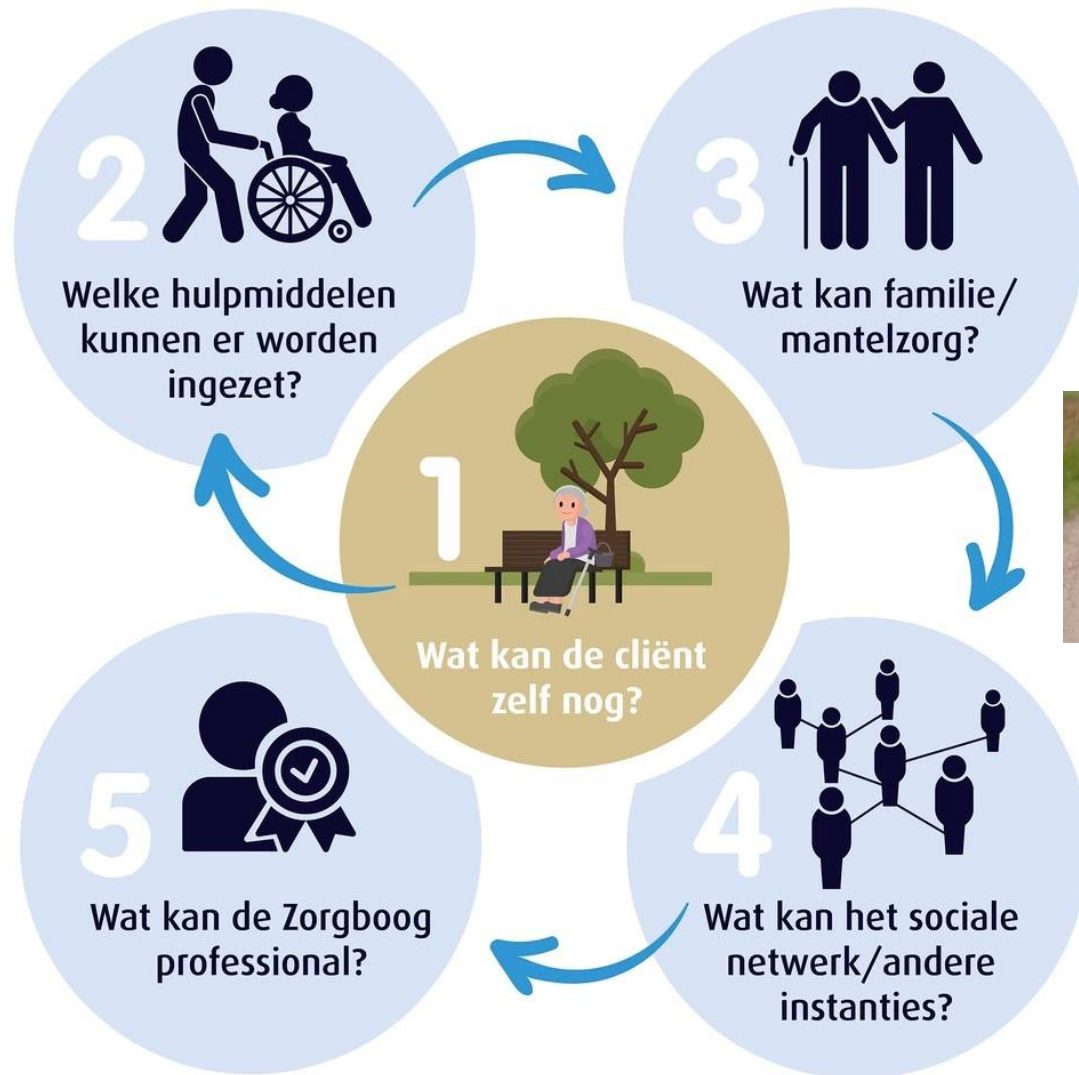 1
Wat kan de cliënt
zelf nog?
2
Welke hulpmiddelen
kunnen er worden
ingezet?
3
Wat kan familie/
mantelzorg?
4
Wat kan het sociale
netwerk/andere
instanties?
5
Wat kan de Zorgboog
professional?